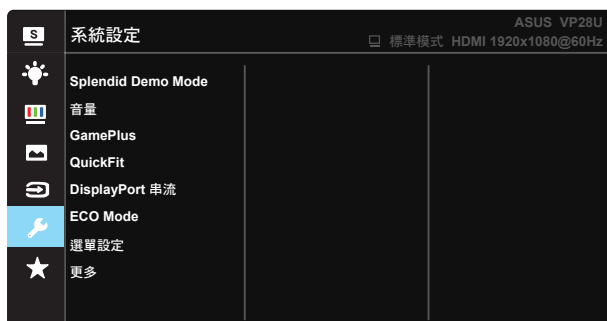 S
系統設定
ASUS VP28U
標準模式 HDMI 1920x1080@60Hz
Splendid Demo Mode
音量
GamePlus
QuickFit
DisplayPort 串流
ECO Mode
選單設定
更多